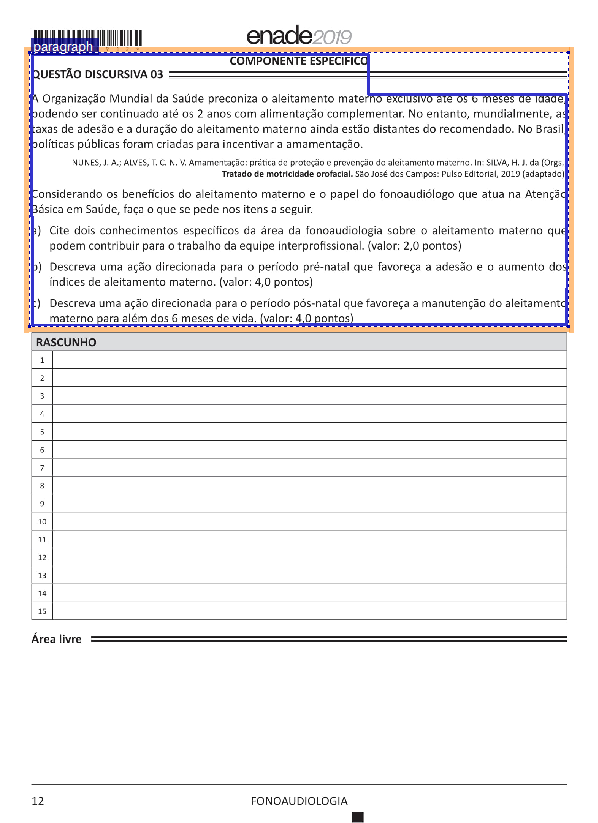 paragraph
enade2019
COMPONENTE ESPECÍFICO
QUESTÃO DISCURSIVA 03
A Organização Mundial da Saúde preconiza o aleitamento materno exclusivo até os 6 meses de idade,
podendo ser continuado até os 2 anos com alimentação complementar. No entanto, mundialmente, as
taxas de adesão e a duração do aleitamento materno ainda estão distantes do recomendado. No Brasil,
políticas públicas foram criadas para incentivar a amamentação.
NUNES, J. A.; ALVES, T. C. N. V. Amamentação: prática de proteção e prevenção do aleitamento materno. In: SILVA, H. J. da (Orgs.
Tratado de motricidade orofacial. São José dos Campos: Pulso Editorial, 2019 (adaptado)
Considerando os benefícios do aleitamento materno e o papel do fonoaudiólogo que atua na Atenção
Básica em Saúde, faça o que se pede nos itens a seguir.
a) Cite dois conhecimentos específicos da área da fonoaudiologia sobre o aleitamento materno que
podem contribuir para o trabalho da equipe interprofissional. (valor: 2,0 pontos)
b) Descreva uma ação direcionada para o período pré-natal que favoreça a adesão e o aumento dos
índices de aleitamento materno. (valor: 4,0 pontos)
c) Descreva uma ação direcionada para o período pós-natal que favoreça a manutenção do aleitamento
materno para além dos 6 meses de vida. (valor: 4,0 pontos)
RASCUNHO
1
2
3
4
5
6
7
8
9
10
11
12
13
14
15
Área livre
12
FONOAUDIOLOGIA